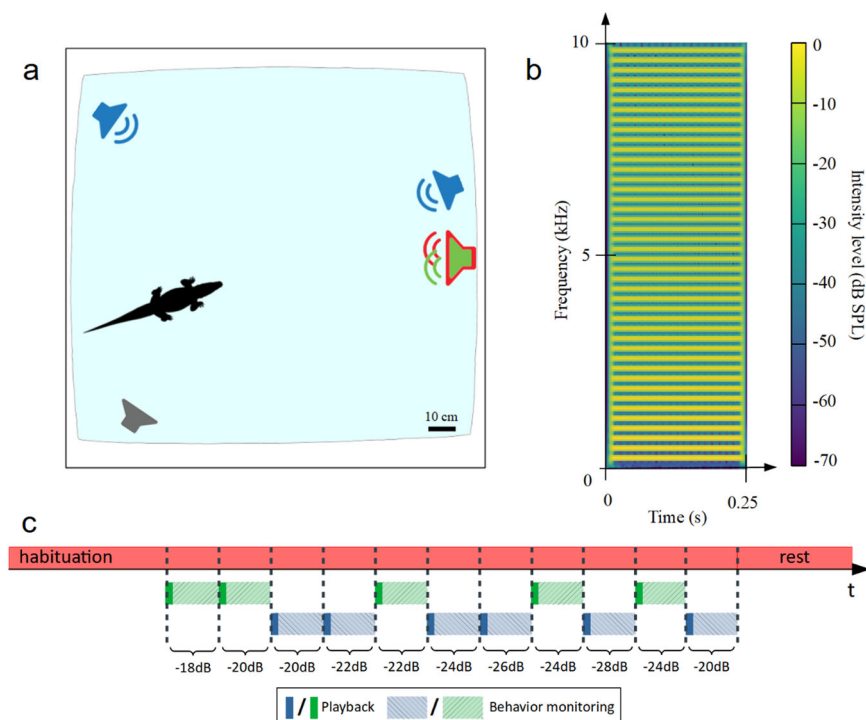 a
10 cm
b
10
5
0
Frequency (kHz)
0
0.25
Time (s)
0
-10
-20
-30
-40
-50
-60
-70
Intensity level (dB SPL)
c
habituation
rest
t
-18dB -20dB -20dB -22dB -22dB -24dB -26dB -24dB -28dB -24dB -20dB
/ Playback / Behavior monitoring